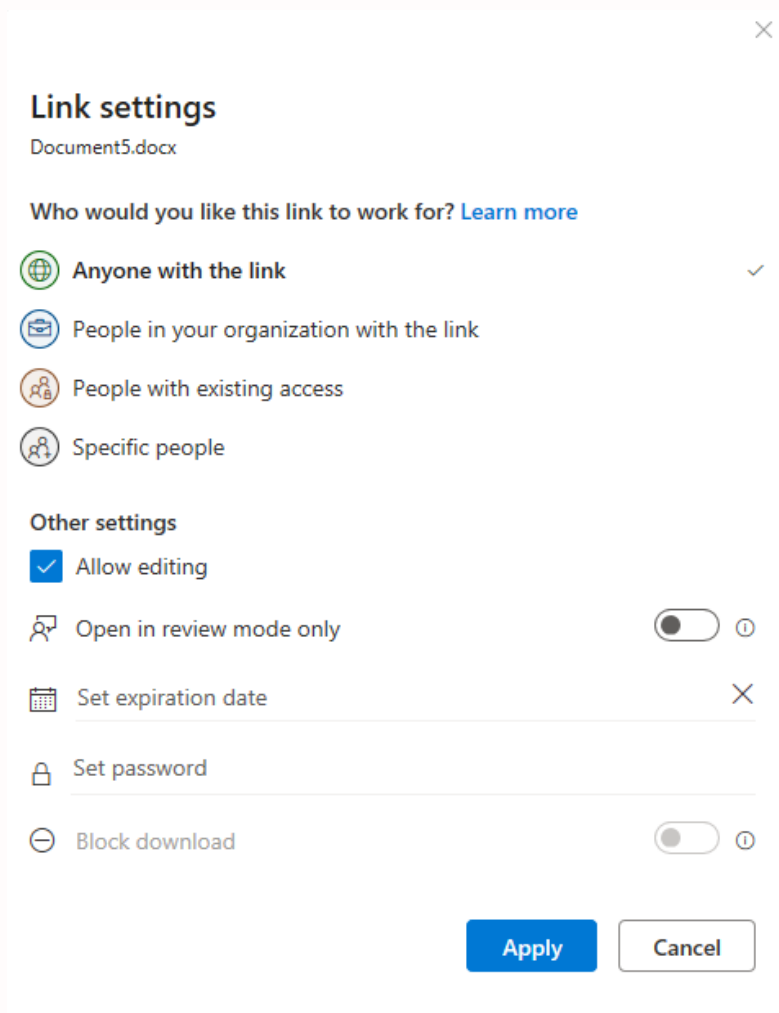 Link settings
Document5.docx
Who would you like this link to work for? Learn more
Anyone with the link
People in your organization with the link
People with existing access
Specific people
Other settings
Allow editing
Open in review mode only
Set expiration date
Set password
Block download
Apply Cancel